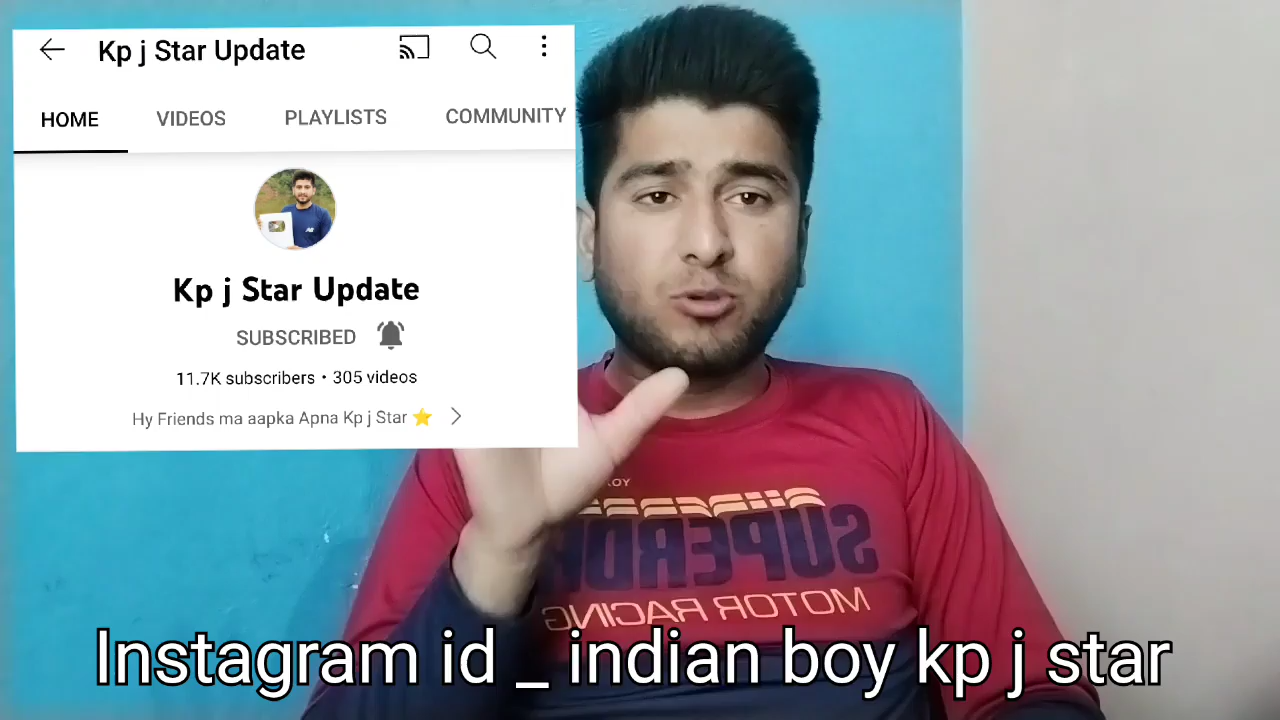 Kp j Star Update
HOME VIDEOS PLAYLISTS COMMUNITY
Kp j Star Update
SUBSCRIBED
11.7K subscribers • 305 videos
Hy Friends ma aapka Apna Kp j Star ⭐
MOTOR RACING
Instagram id _ indian boy kp j star